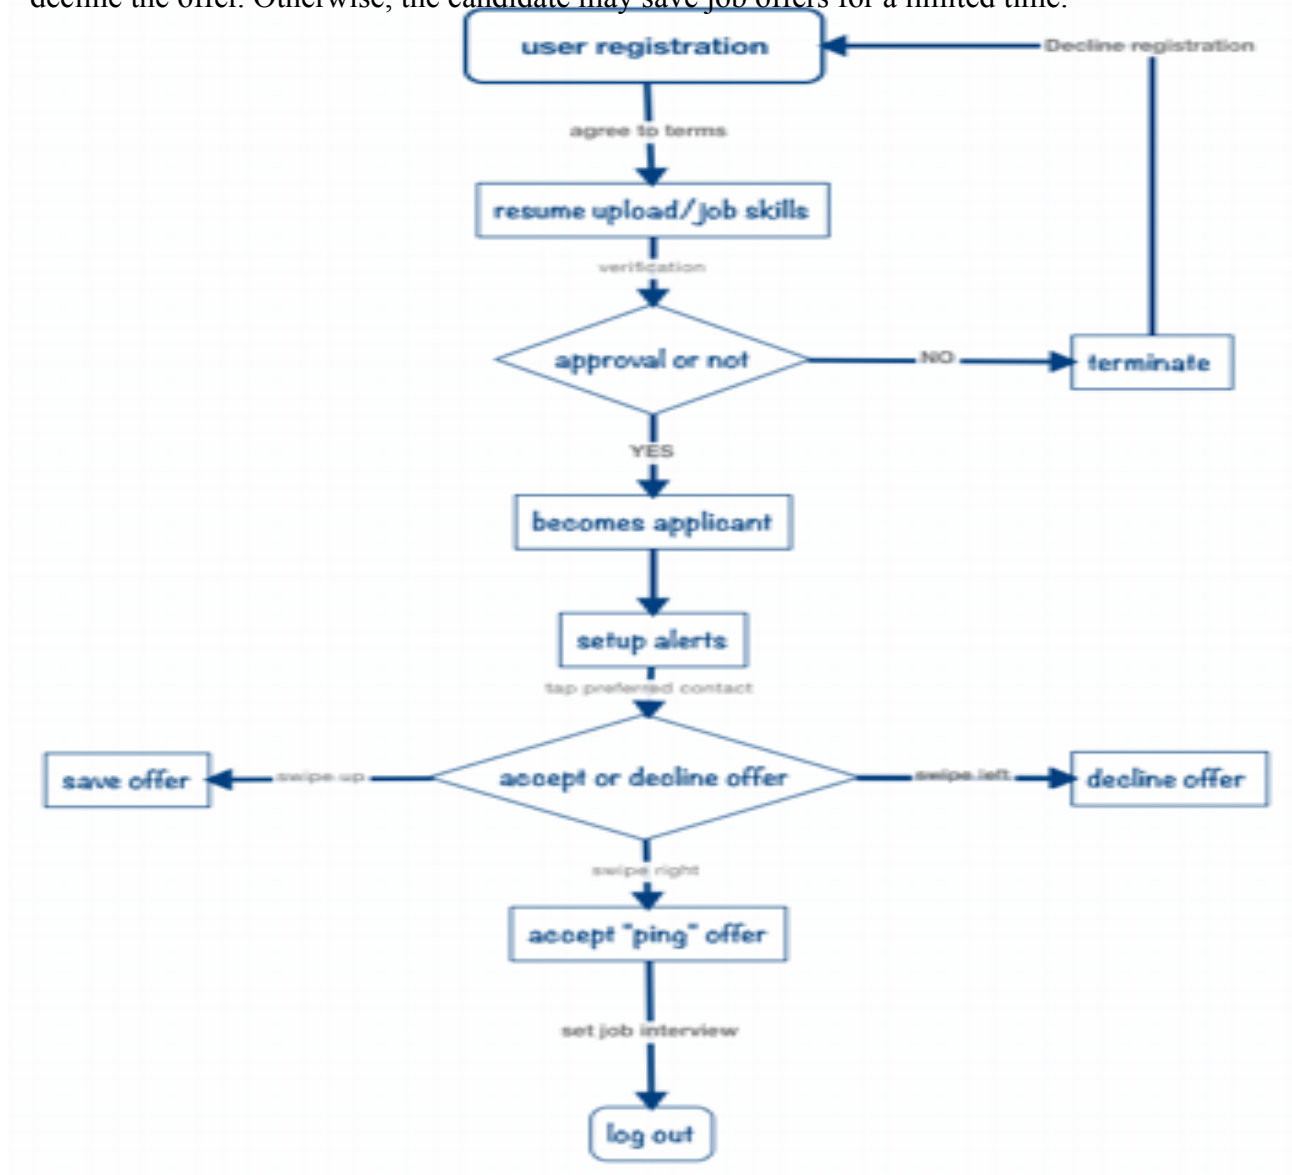 decline the offer. Otherwise, the candidate may save job offers for a limited time.
user registration
Decline registration
agree to terms
resume upload/job skills
verification
approval or not
NO
terminate
YES
becomes applicant
setup alerts
tap preferred contact
save offer
swipe up
accept or decline offer
swipe left
decline offer
swipe right
accept "ping" offer
set job interview
log out